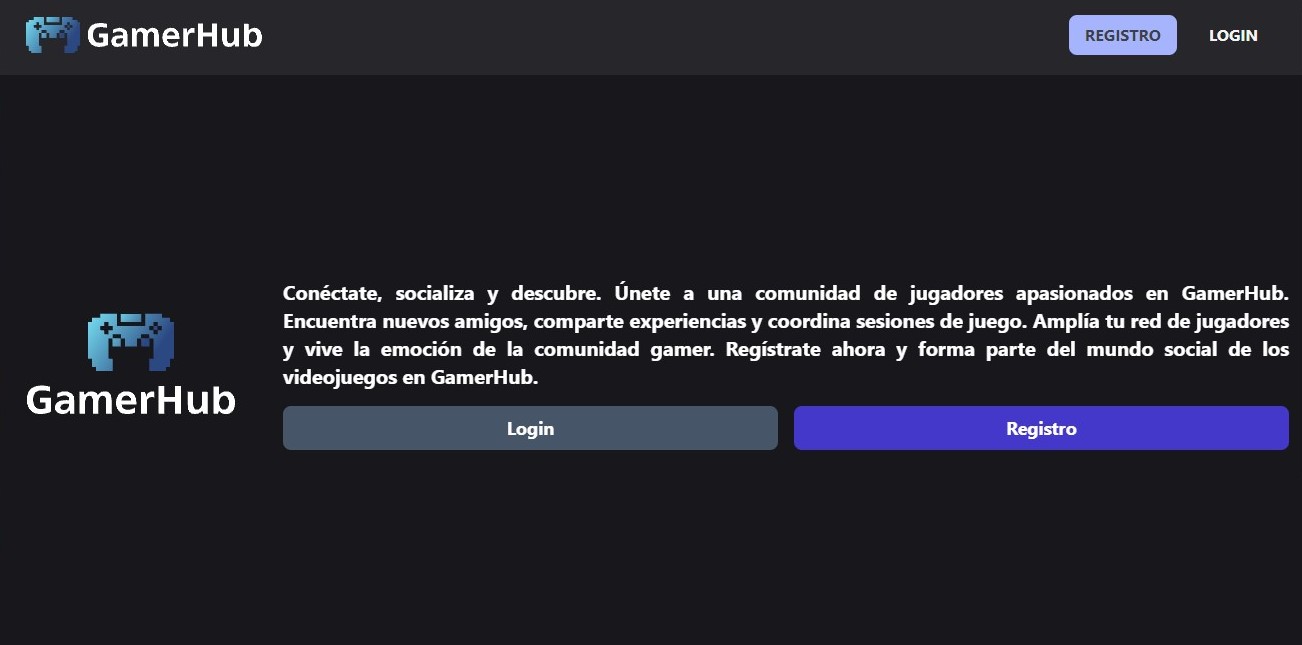 GamerHub
REGISTRO
LOGIN
GamerHub
Conéctate, socializa y descubre. Únete a una comunidad de jugadores apasionados en GamerHub.
Encuentra nuevos amigos, comparte experiencias y coordina sesiones de juego. Amplía tu red de jugadores
y vive la emoción de la comunidad gamer. Regístrate ahora y forma parte del mundo social de los
videojuegos en GamerHub.
Login
Registro